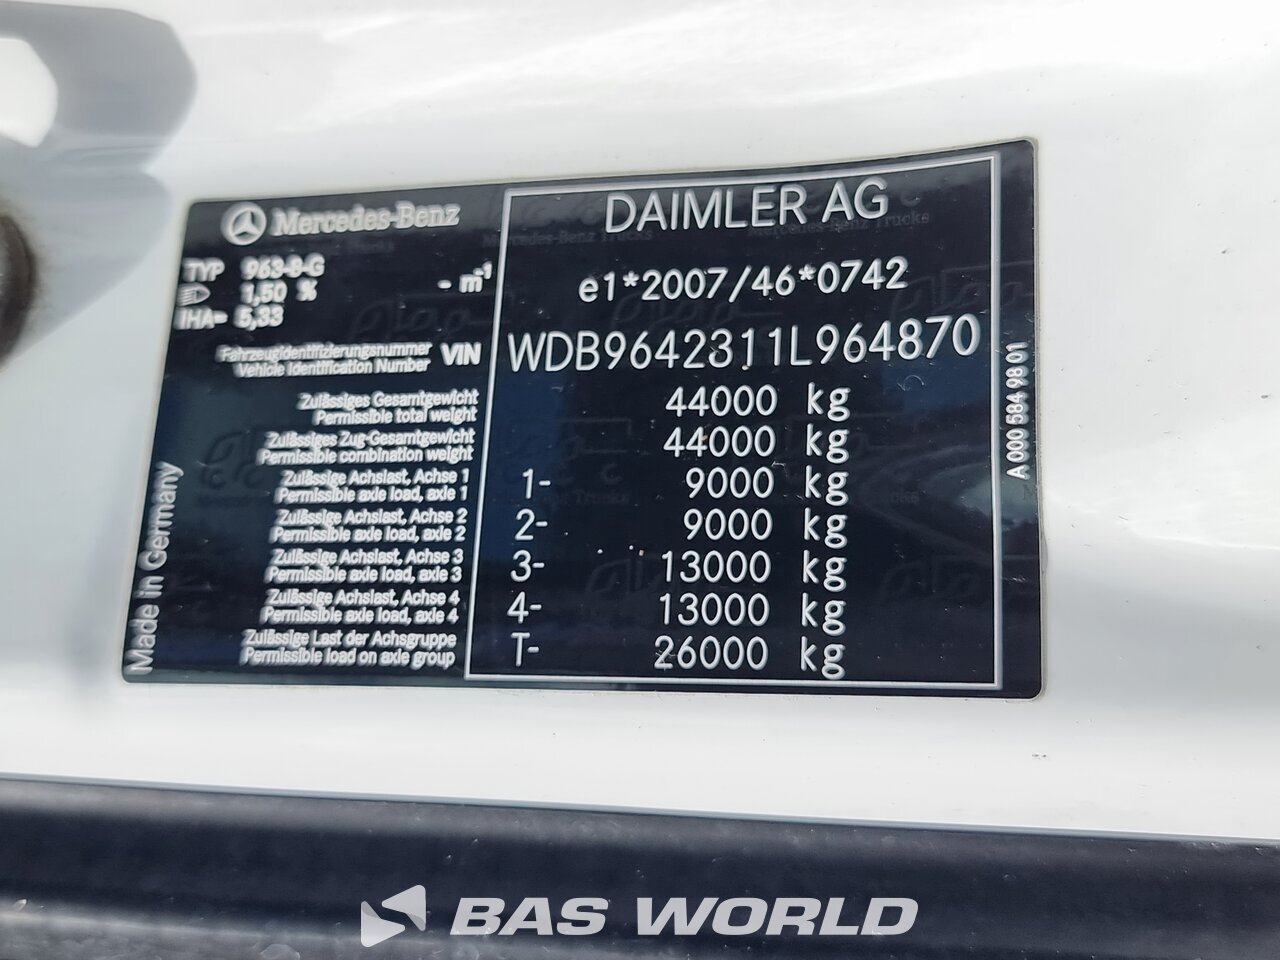 Mercedes-Benz
TYP 963-8-G
1,50 % - m⁻¹
IHA= 5,33
DAIMLER AG
e1*2007/46*0742
Fahrzeugidentifizierungsnummer
Vehicle Identification Number VIN WDB9642311L964870
Zulässiges Gesamtgewicht
Permissible total weight 44000 kg
Zulässiges Zug-Gesamtgewicht
Permissible combination weight 44000 kg
Zulässige Achslast, Achse 1
Permissible axle load, axle 1 1- 9000 kg
Zulässige Achslast, Achse 2
Permissible axle load, axle 2 2- 9000 kg
Zulässige Achslast, Achse 3
Permissible axle load, axle 3 3- 13000 kg
Zulässige Achslast, Achse 4
Permissible axle load, axle 4 4- 13000 kg
Zulässige Last der Achsgruppe
Permissible load on axle group T- 26000 kg
Made in Germany
A 000 584 98 01
BAS WORLD